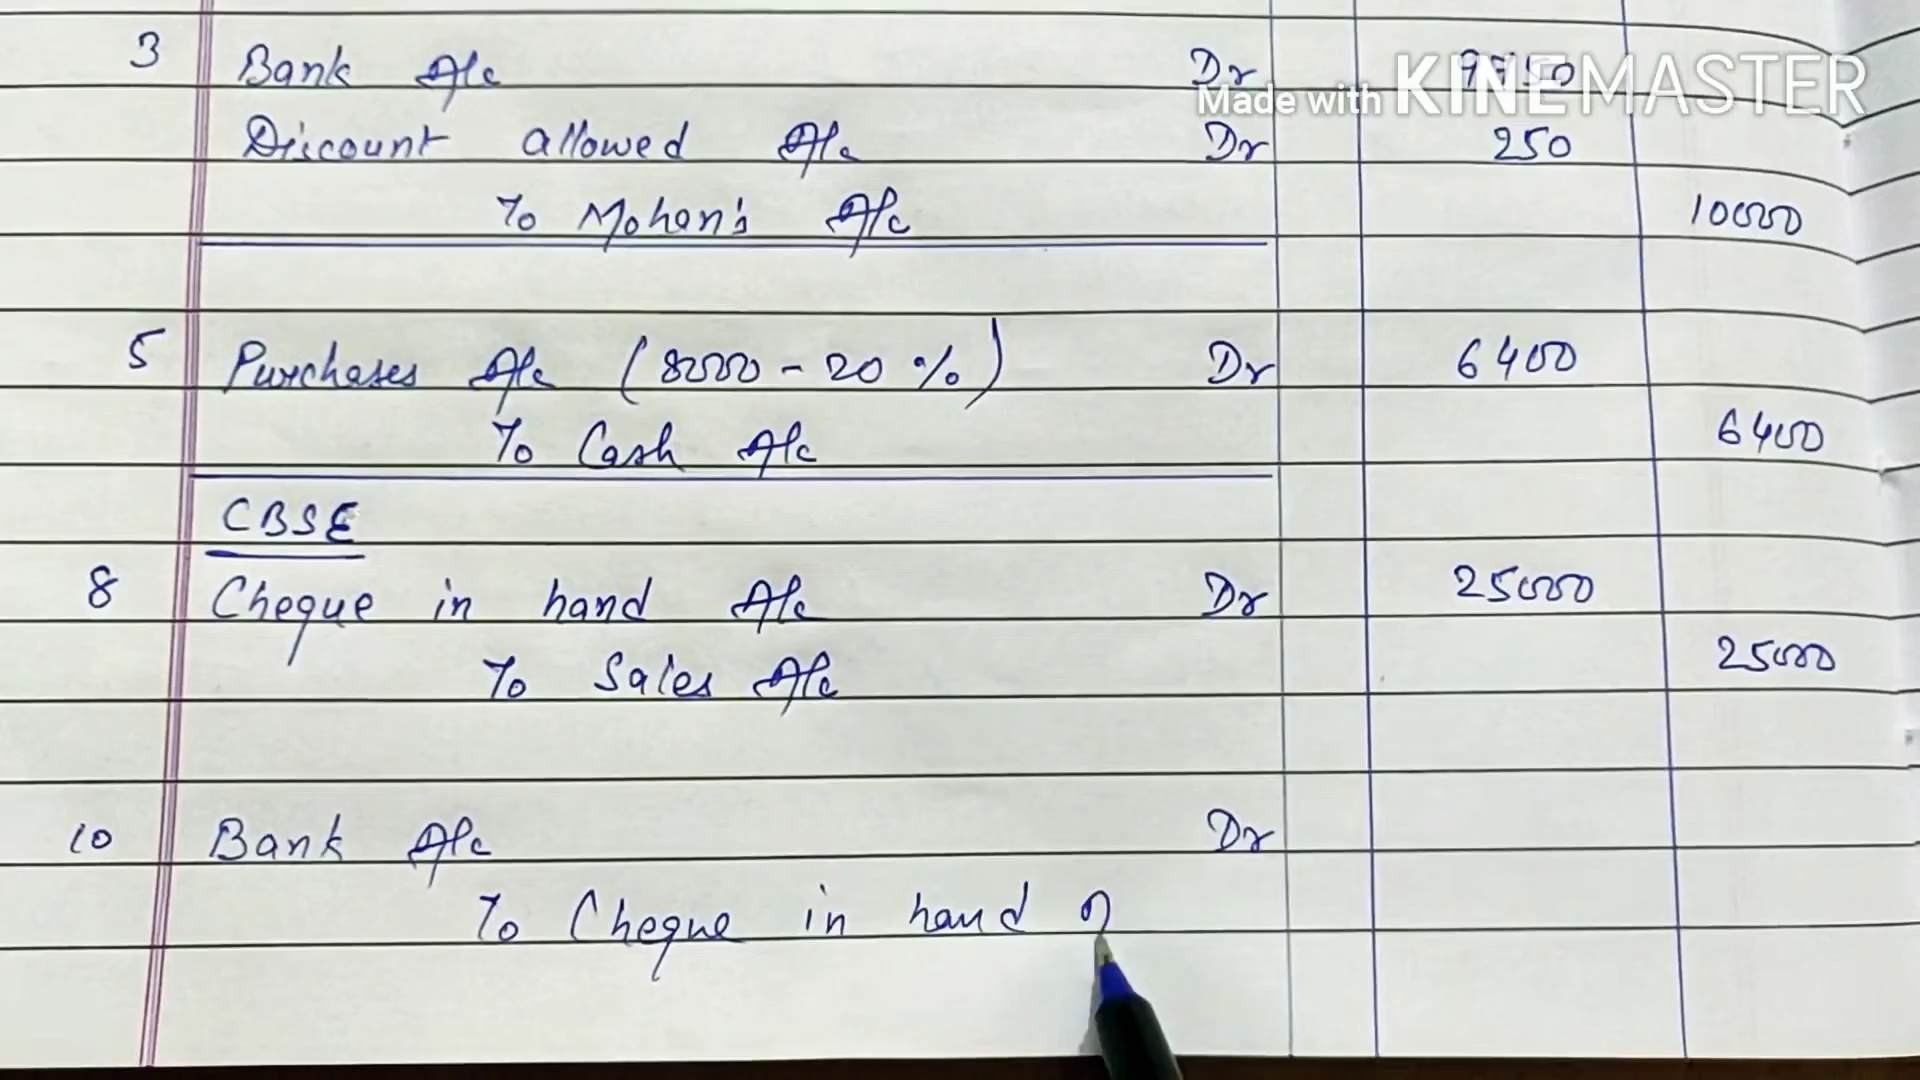 3 Bank A/c Dr 9750
Made with KINEMASTER
Discount allowed A/c Dr 250
To Mohan's A/c 10000
5 Purchases A/c (8000 - 20 %) Dr 6400
To Cash A/c 6400
CBSE
8 Cheque in hand A/c Dr 25000
To Sales A/c 25000
10 Bank A/c Dr
To Cheque in hand